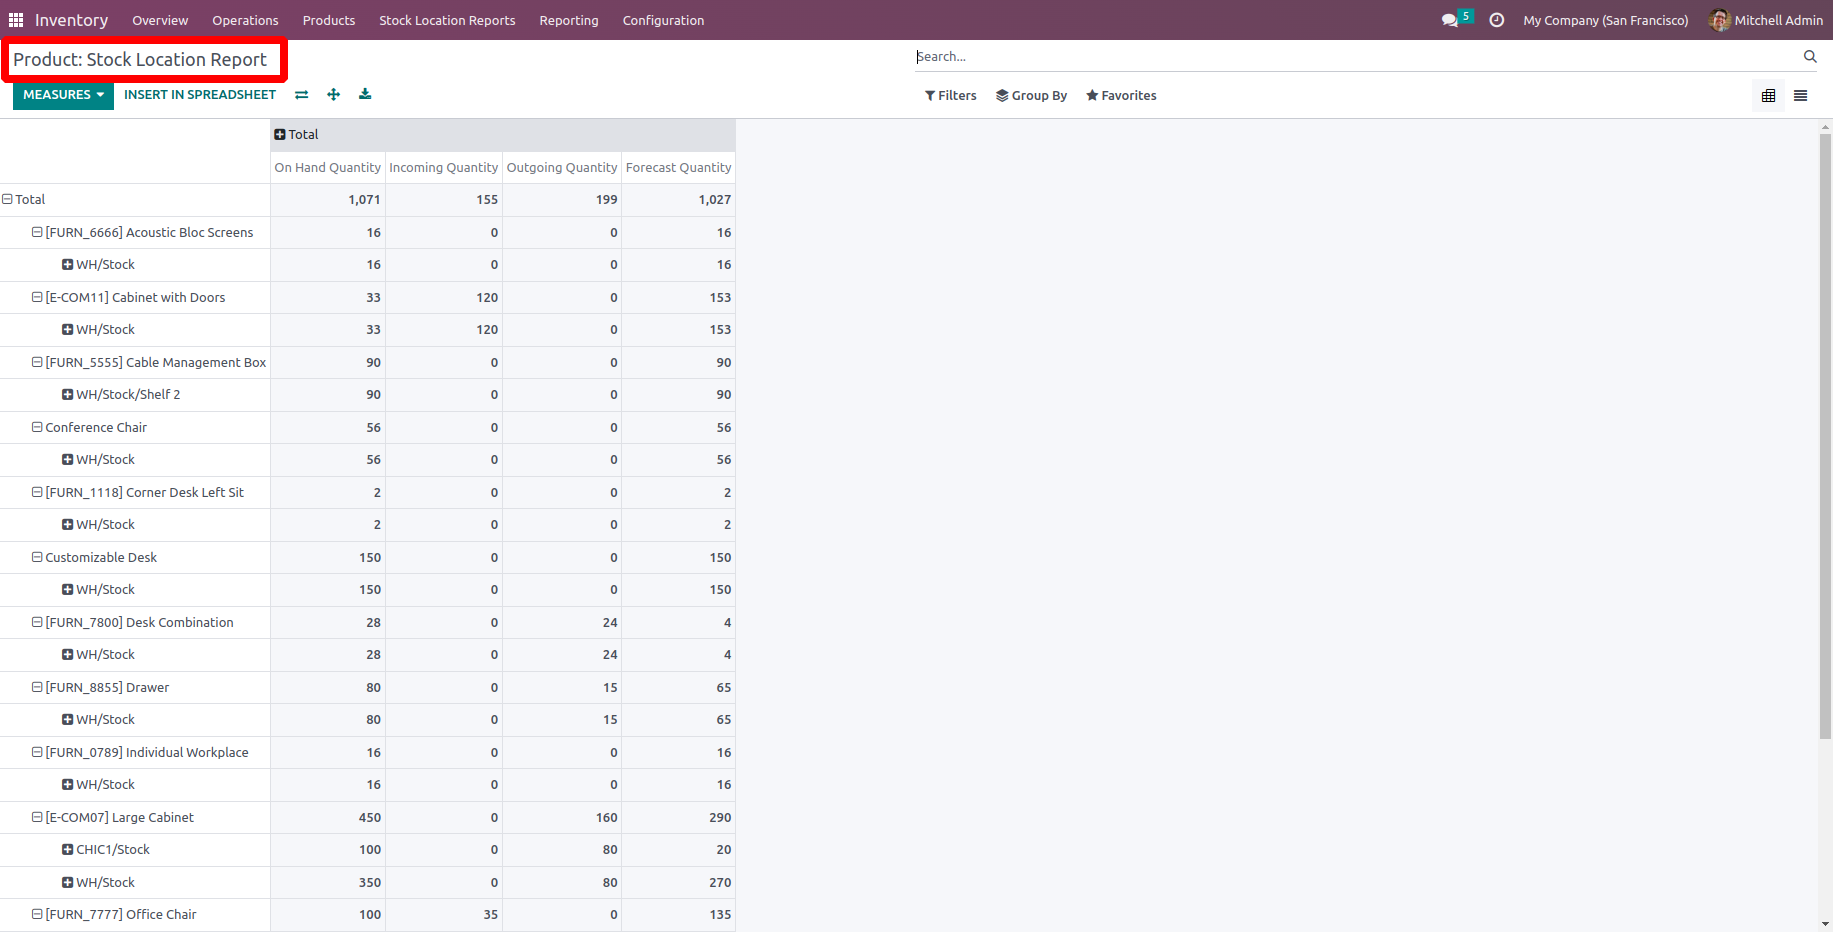 Inventory Overview Operations Products Stock Location Reports Reporting Configuration 5 My Company (San Francisco) Mitchell Admin
Product: Stock Location Report Search...
MEASURES INSERT IN SPREADSHEET Filters Group By Favorites
Total
On Hand Quantity Incoming Quantity Outgoing Quantity Forecast Quantity
Total 1,071 155 199 1,027
[FURN_6666] Acoustic Bloc Screens 16 0 0 16
WH/Stock 16 0 0 16
[E-COM11] Cabinet with Doors 33 120 0 153
WH/Stock 33 120 0 153
[FURN_5555] Cable Management Box 90 0 0 90
WH/Stock/Shelf 2 90 0 0 90
Conference Chair 56 0 0 56
WH/Stock 56 0 0 56
[FURN_1118] Corner Desk Left Sit 2 0 0 2
WH/Stock 2 0 0 2
Customizable Desk 150 0 0 150
WH/Stock 150 0 0 150
[FURN_7800] Desk Combination 28 0 24 4
WH/Stock 28 0 24 4
[FURN_8855] Drawer 80 0 15 65
WH/Stock 80 0 15 65
[FURN_0789] Individual Workplace 16 0 0 16
WH/Stock 16 0 0 16
[E-COM07] Large Cabinet 450 0 160 290
CHIC1/Stock 100 0 80 20
WH/Stock 350 0 80 270
[FURN_7777] Office Chair 100 35 0 135